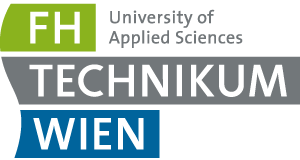 FH
University of
Applied Sciences
TECHNIKUM
WIEN